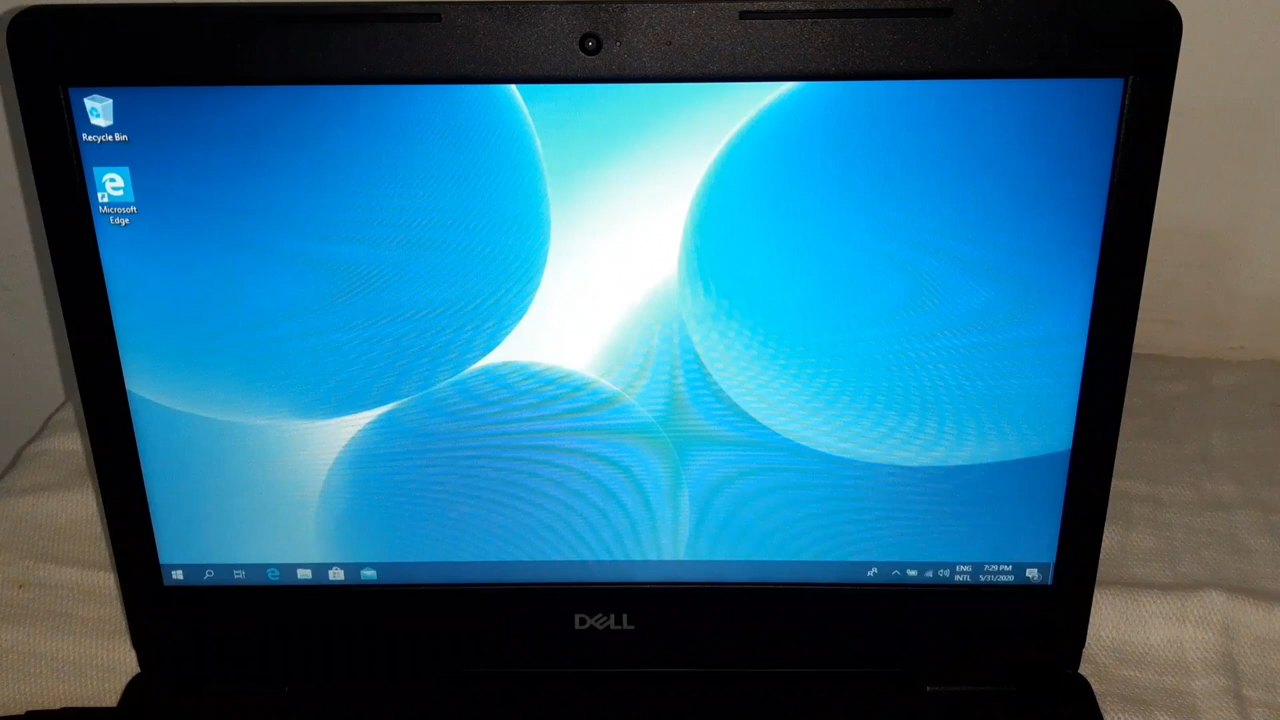 Recycle Bin
Microsoft
Edge
ENG
INTL
7:29 PM
5/31/2020
DELL